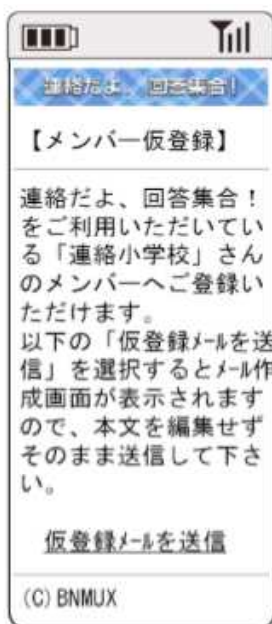 連絡だよ、回答集合!
【メンバー仮登録】
連絡だよ、回答集合!
をご利用いただいてい
る「連絡小学校」さん
のメンバーへご登録い
ただけます。
以下の「仮登録ﾒｰﾙを送
信」を選択するとﾒｰﾙ作
成画面が表示されます
ので、本文を編集せず
そのまま送信して下さ
い。
仮登録ﾒｰﾙを送信
(C) BNMUX